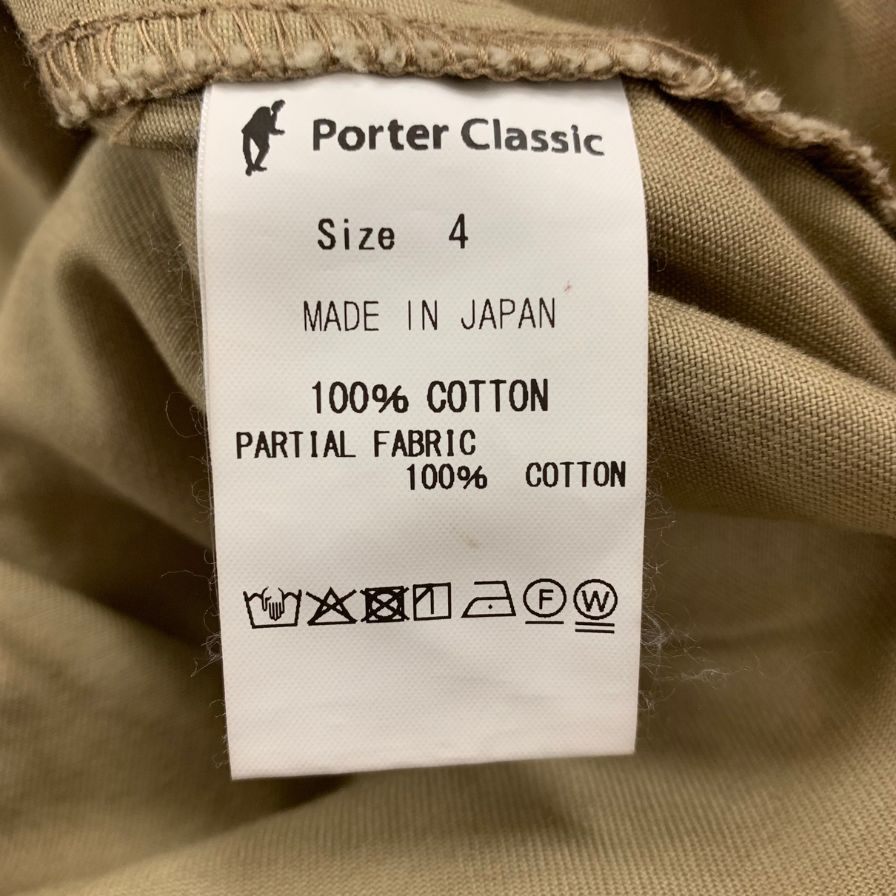 Porter Classic
Size 4
MADE IN JAPAN
100% COTTON
PARTIAL FABRIC
100% COTTON
F W